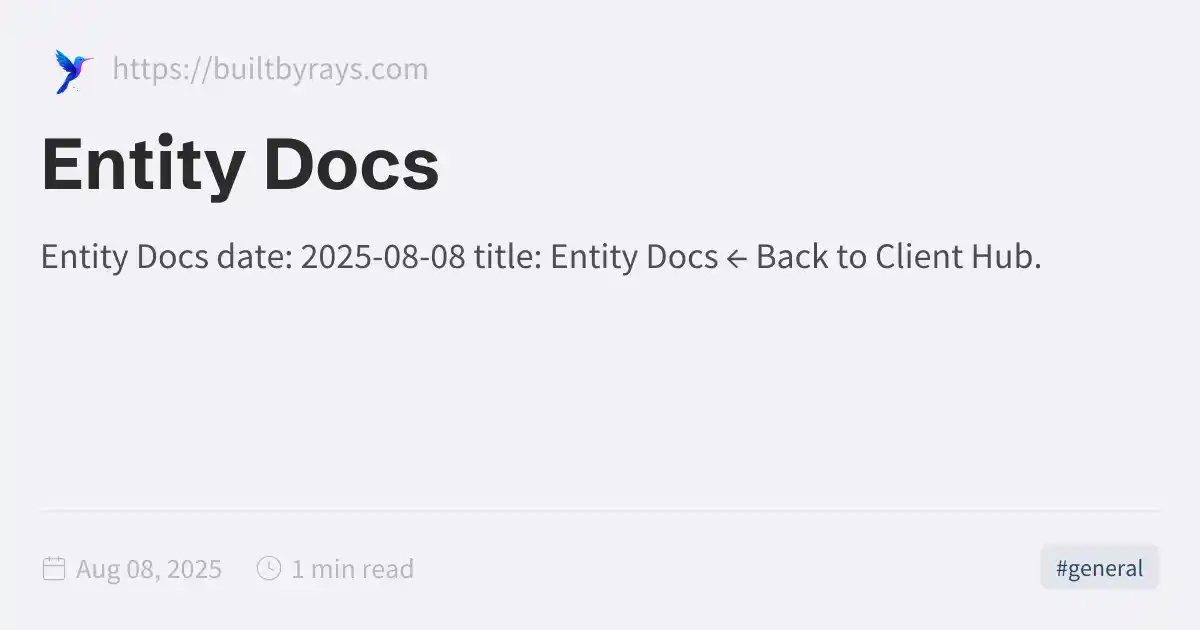 https://builtbyrays.com
Entity Docs
Entity Docs date: 2025-08-08 title: Entity Docs ← Back to Client Hub.
Aug 08, 2025 1 min read #general